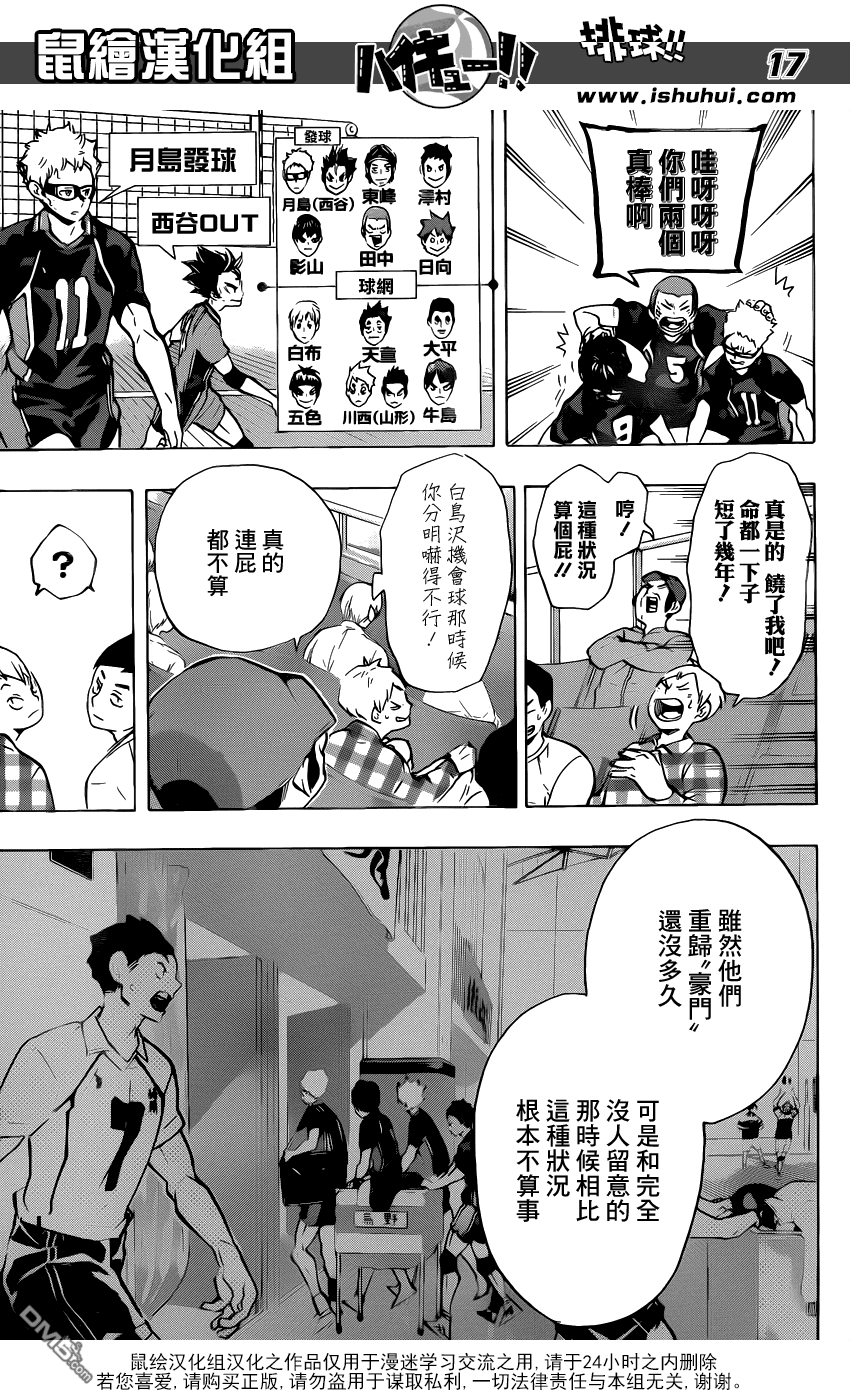 鼠繪漢化組
ハイキュー!!
排球!!
17
www.ishuhui.com
哇呀呀呀
你們兩個
真棒啊
5
9
11
月島發球
西谷OUT
11
發球
月島(西谷)
東峰
澤村
影山
田中
日向
球網
白布
天童
大平
五色
川西(山形)
牛島
真是的 饒了我吧！
命都一下子
短了幾年！
哼！
這種狀況
算個屁!!
白鳥沢機會球那時候
你分明嚇得不行！
真的
連屁
都不算
？
雖然他們
重歸〝豪門〞
還沒多久
可是和完全
沒人留意的
那時候相比
這種狀況
根本不算事
7
烏野
鼠绘汉化组汉化之作品仅用于漫迷学习交流之用, 请于24小时之内删除
若您喜爱, 请购买正版, 请勿盗用于谋取私利, 一切法律责任与本组无关, 谢谢。